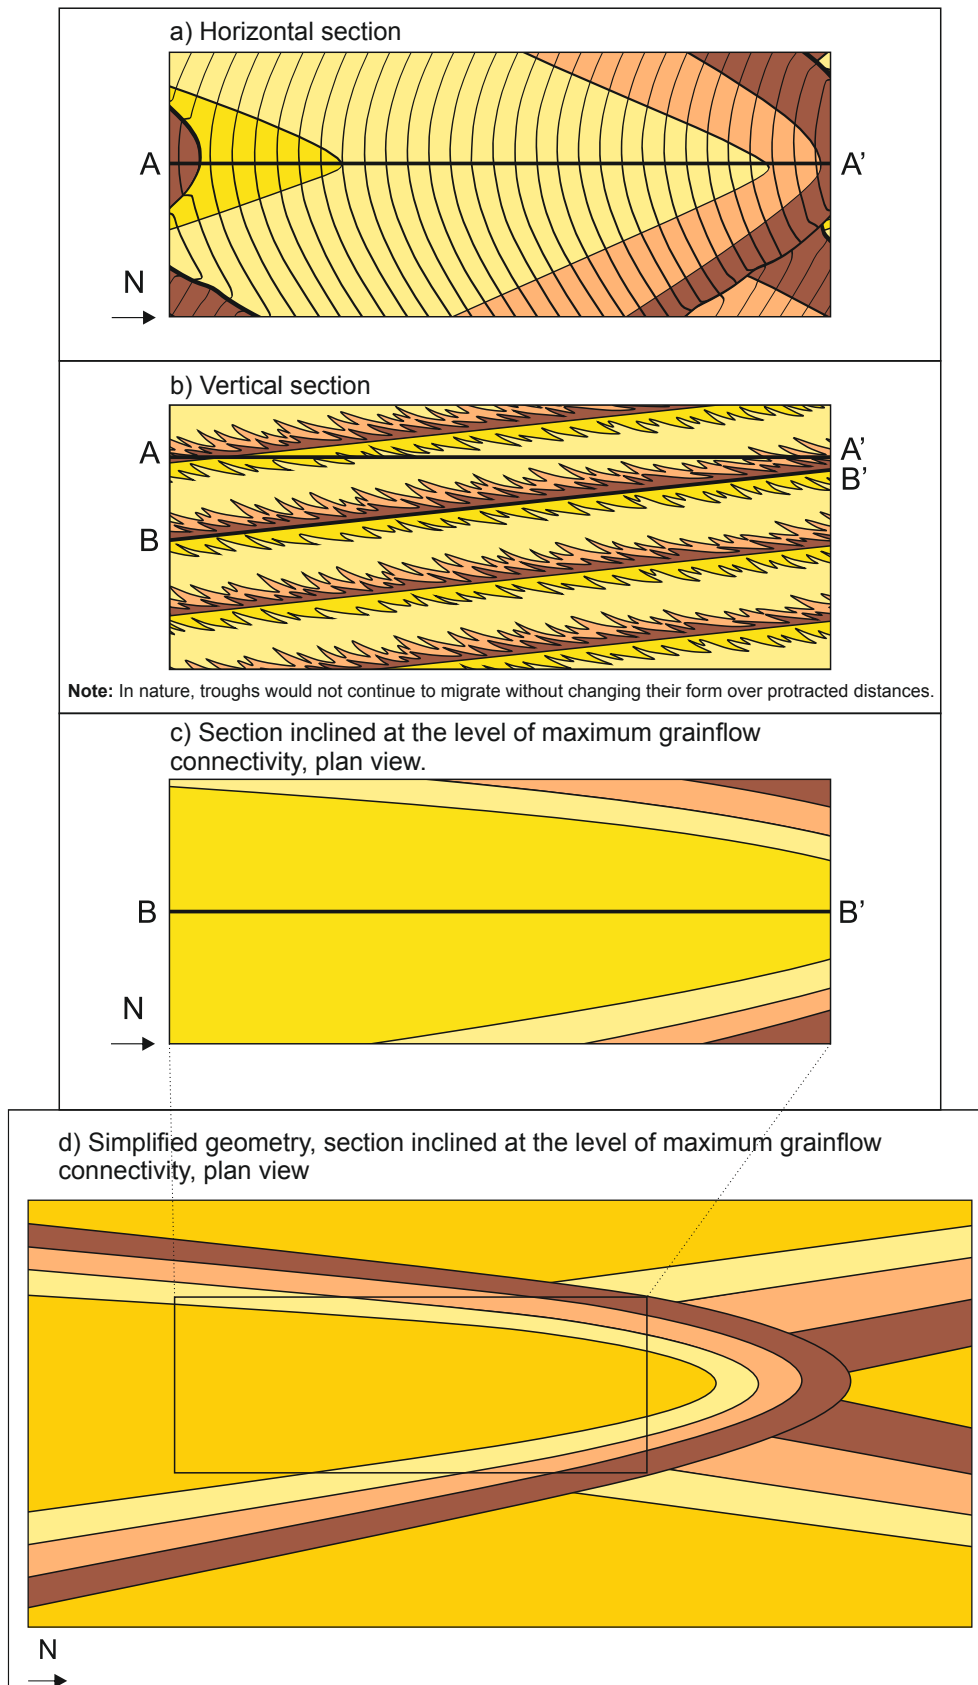 a) Horizontal section
A
A’
N
b) Vertical section
A
A’
B’
B
Note: In nature, troughs would not continue to migrate without changing their form over protracted distances.
c) Section inclined at the level of maximum grainflow
connectivity, plan view.
B
B’
N
d) Simplified geometry, section inclined at the level of maximum grainflow
connectivity, plan view
N